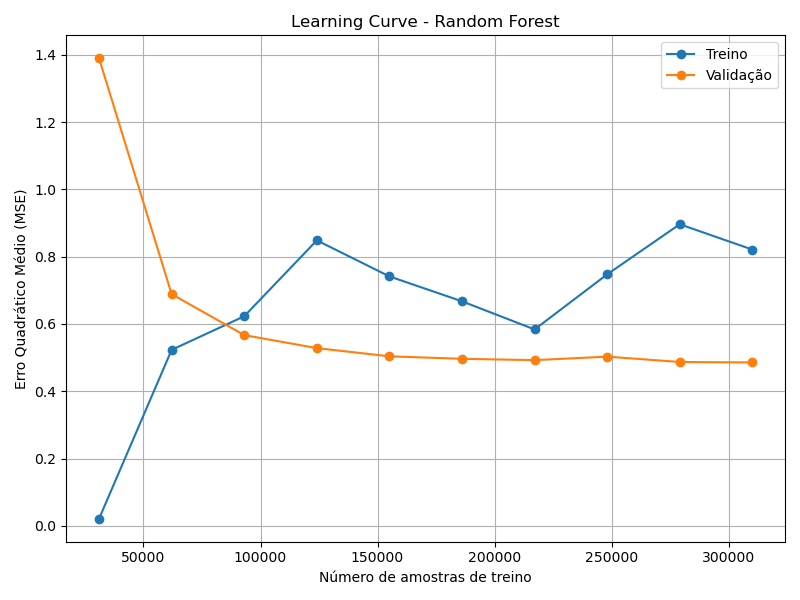 Learning Curve - Random Forest
Treino
Validação
Erro Quadrático Médio (MSE)
1.4
1.2
1.0
0.8
0.6
0.4
0.2
0.0
50000 100000 150000 200000 250000 300000
Número de amostras de treino